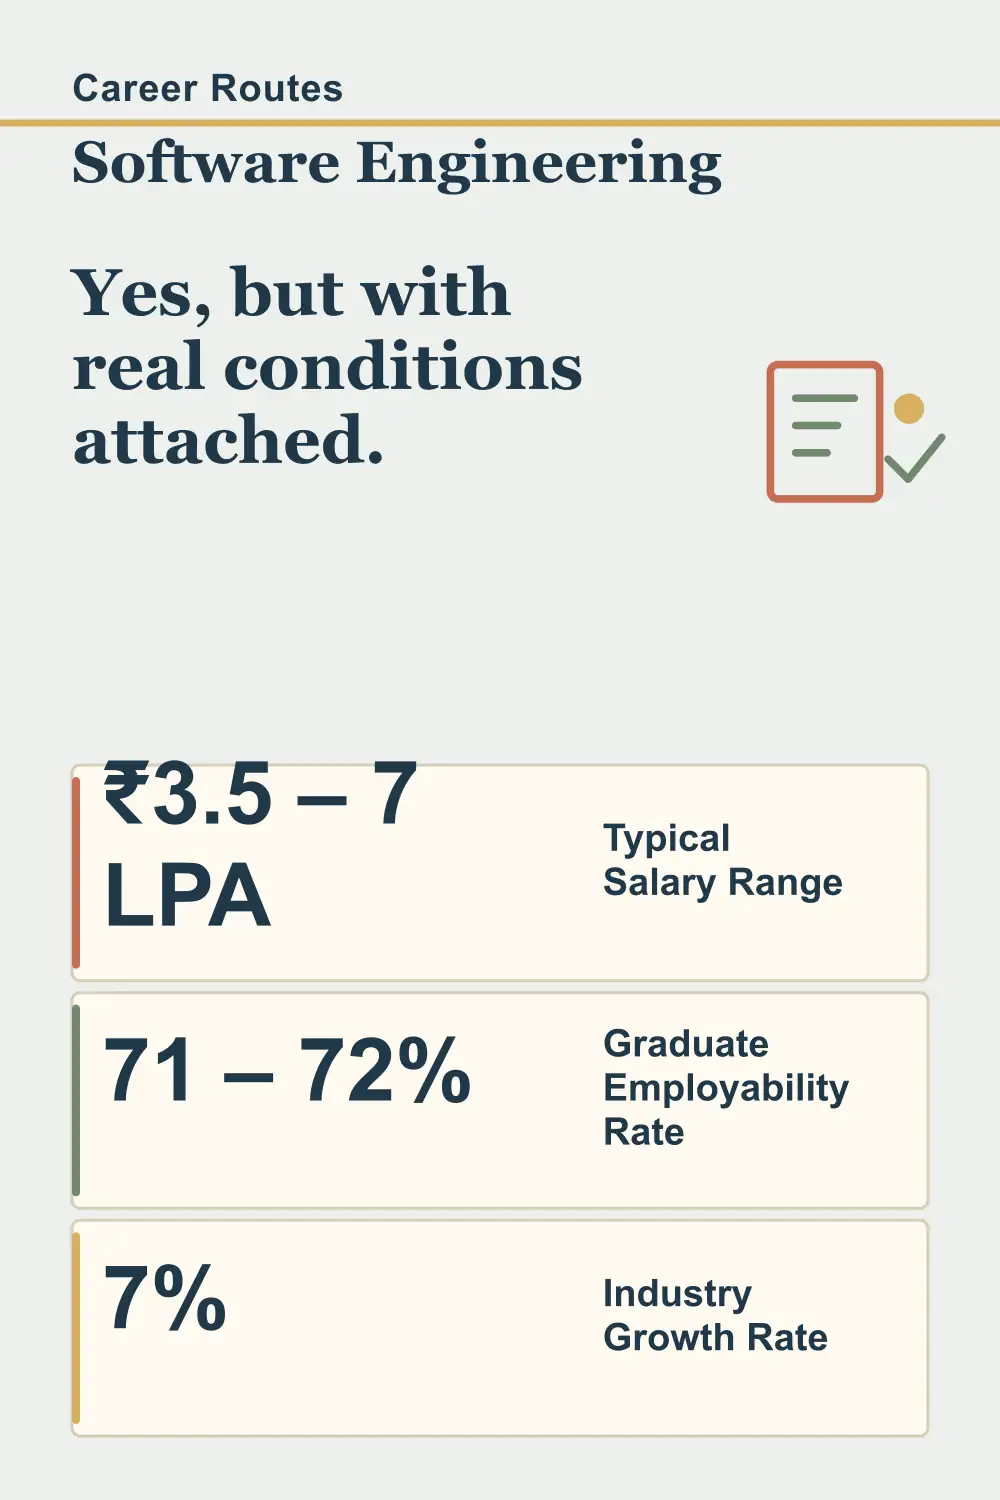 Career Routes
Software Engineering
Yes, but with
real conditions
attached.
₹3.5 – 7
LPA
Typical
Salary Range
71 – 72%
Graduate
Employability
Rate
7%
Industry
Growth Rate